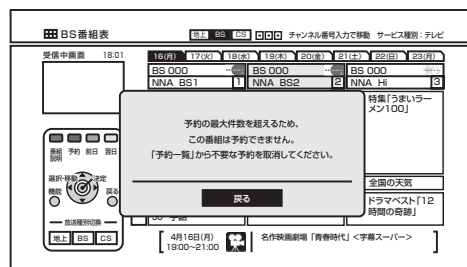 BS番組表
地上 BS CS
チャンネル番号入力で移動 サービス種別：テレビ
受信中画面 18:01
16(月) 17(火) 18(水) 19(木) 20(金) 21(土) 22(日) 23(月)
BS 000 BS 000 BS 000
NNA BS1 1 NNA BS2 2 NNA Hi 3
特集「うまいラーメン100」
予約の最大件数を超えるため、
この番組は予約できません。
「予約一覧」から不要な予約を取消してください。
戻る
番組説明 予約 前日 翌日
選択・移動 決定
機能 戻る
放送種別切換
地上 BS CS
全国の天気
ドラマベスト「12時間の奇跡」
4月16日(月)
19:00~21:00
名作映画劇場「青春時代」<字幕スーパー>